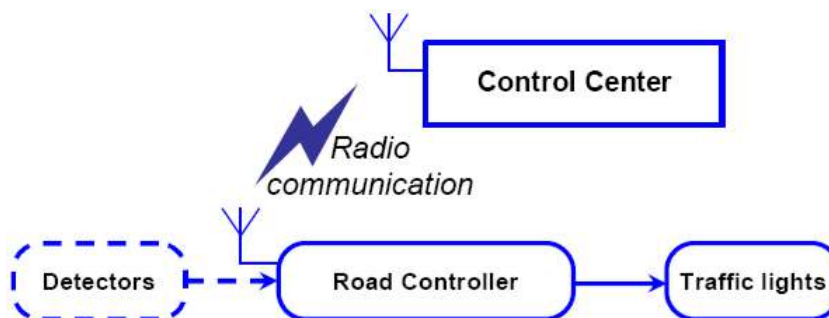 Control Center
Radio
communication
Detectors
Road Controller
Traffic lights